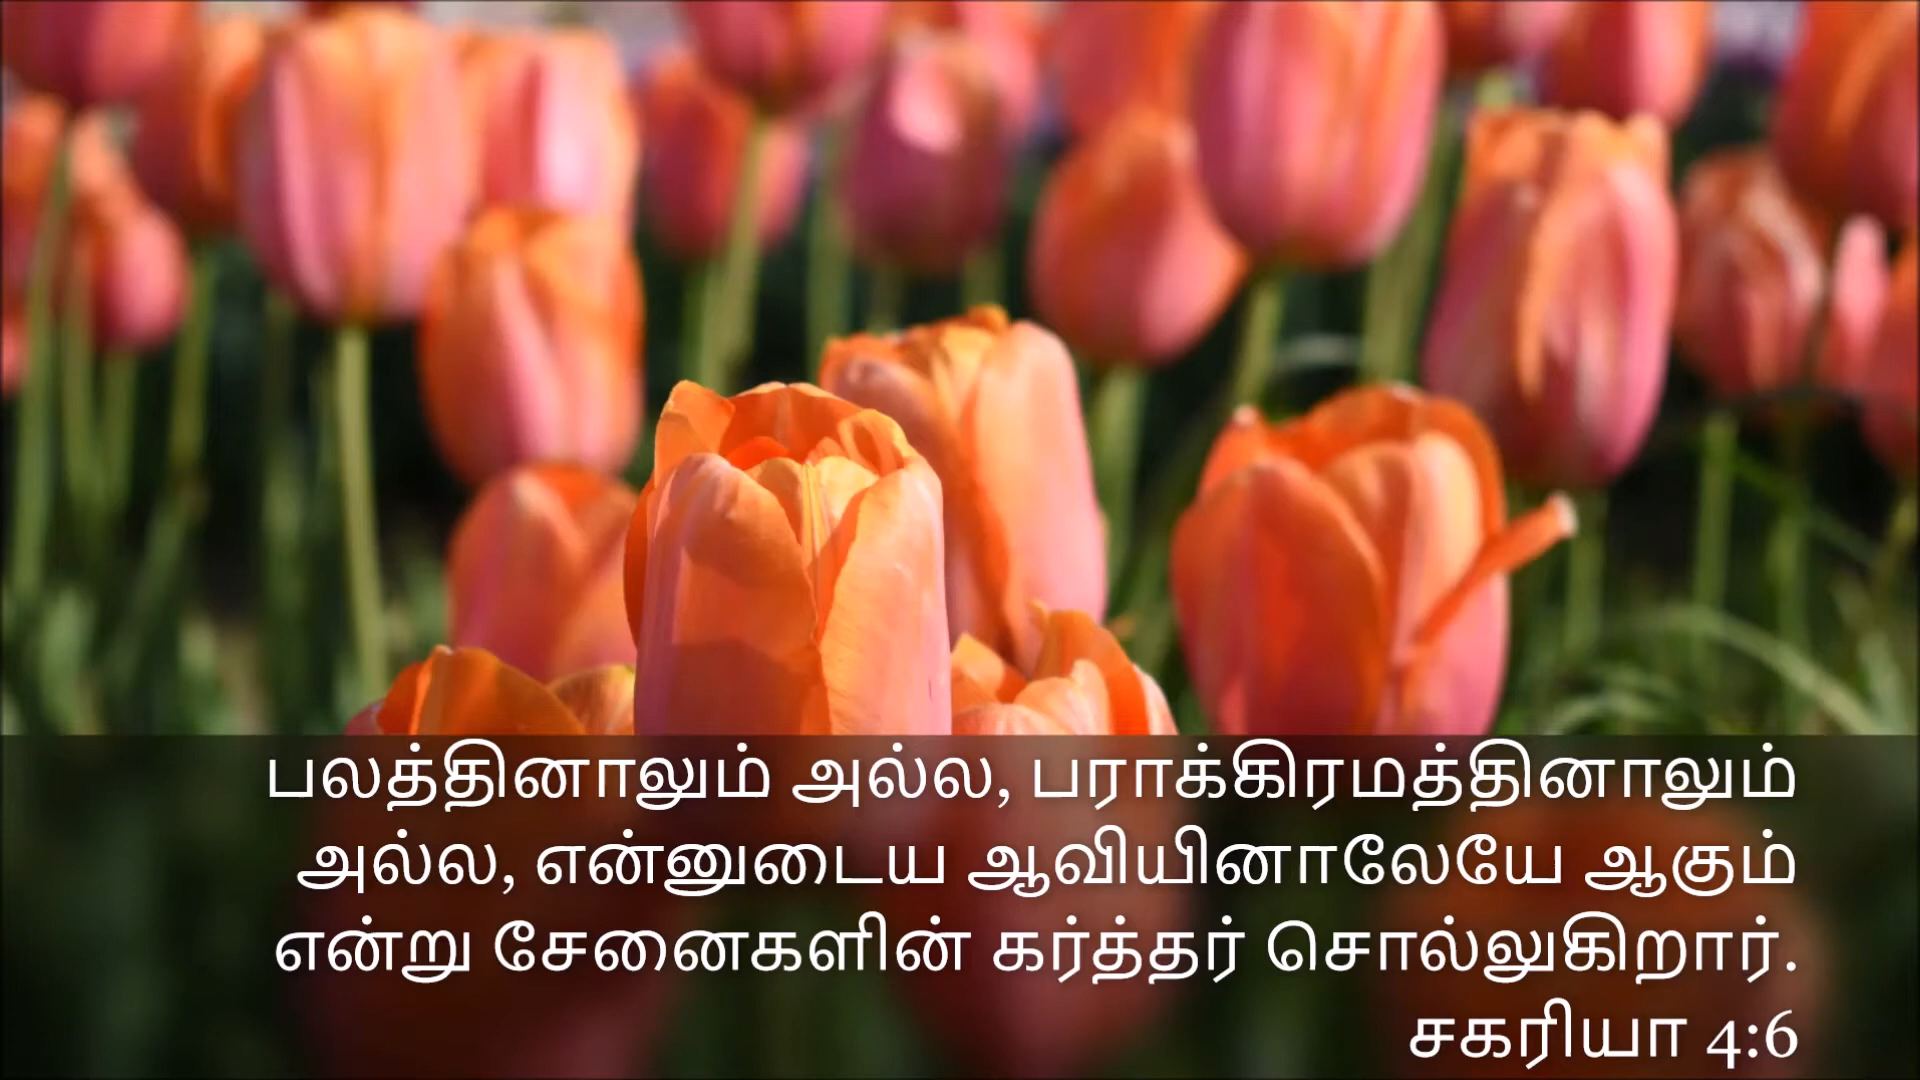 பலத்தினாலும் அல்ல, பராக்கிரமத்தினாலும்
அல்ல, என்னுடைய ஆவியினாலேயே ஆகும்
என்று சேனைகளின் கர்த்தர் சொல்லுகிறார்.
சகரியா 4:6